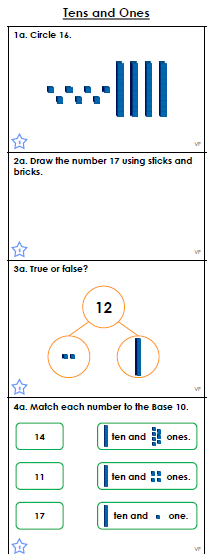 Tens and Ones
1a. Circle 16.
VF
2a. Draw the number 17 using sticks and
bricks.
VF
3a. True or false?
12
VF
4a. Match each number to the Base 10.
14
ten and ones.
11
ten and ones.
17
ten and one.
VF